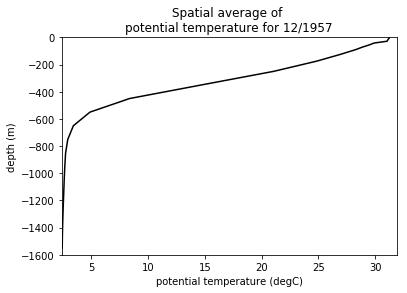 Spatial average of
potential temperature for 12/1957
0
−200
−400
−600
−800
−1000
−1200
−1400
−1600
depth (m)
5 10 15 20 25 30
potential temperature (degC)